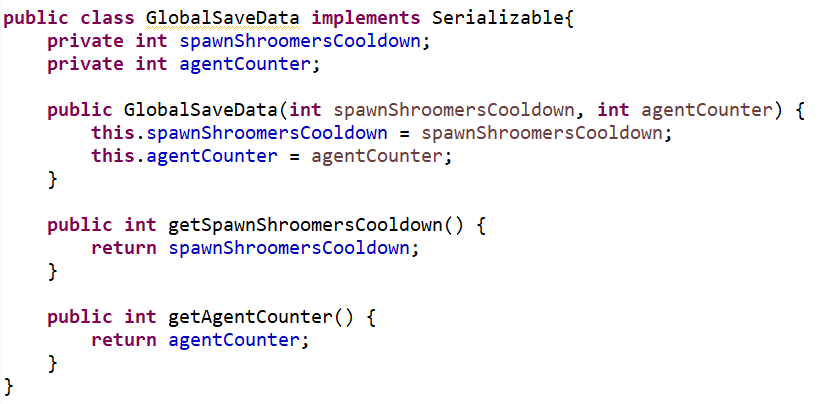 public class GlobalSaveData implements Serializable{
    private int spawnShroomersCooldown;
    private int agentCounter;

    public GlobalSaveData(int spawnShroomersCooldown, int agentCounter) {
        this.spawnShroomersCooldown = spawnShroomersCooldown;
        this.agentCounter = agentCounter;
    }

    public int getSpawnShroomersCooldown() {
        return spawnShroomersCooldown;
    }

    public int getAgentCounter() {
        return agentCounter;
    }
}